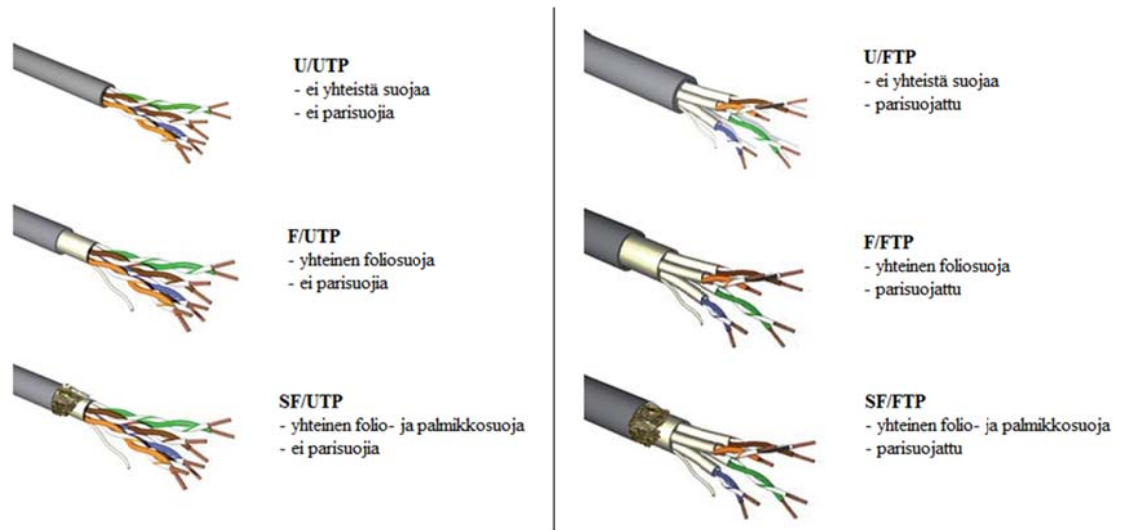 U/UTP
- ei yhteistä suojaa
- ei parisuojia
F/UTP
- yhteinen foliosuoja
- ei parisuojia
SF/UTP
- yhteinen folio- ja palmikkosuoja
- ei parisuojia
U/FTP
- ei yhteistä suojaa
- parisuojattu
F/FTP
- yhteinen foliosuoja
- parisuojattu
SF/FTP
- yhteinen folio- ja palmikkosuoja
- parisuojattu